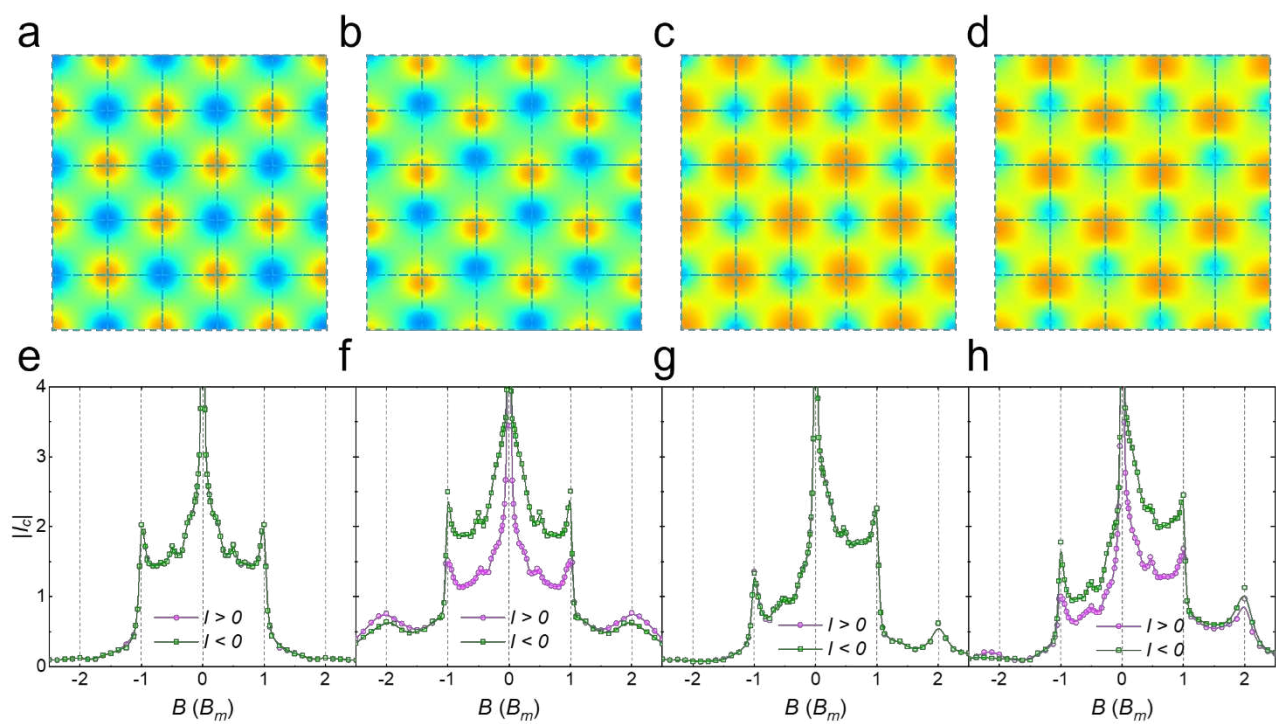 a b c d
e f g h
4
3
2
1
0
|I_c|
I > 0 I > 0 I > 0 I > 0
I < 0 I < 0 I < 0 I < 0
-2 -1 0 1 2 -2 -1 0 1 2 -2 -1 0 1 2 -2 -1 0 1 2
B (B_m) B (B_m) B (B_m) B (B_m)